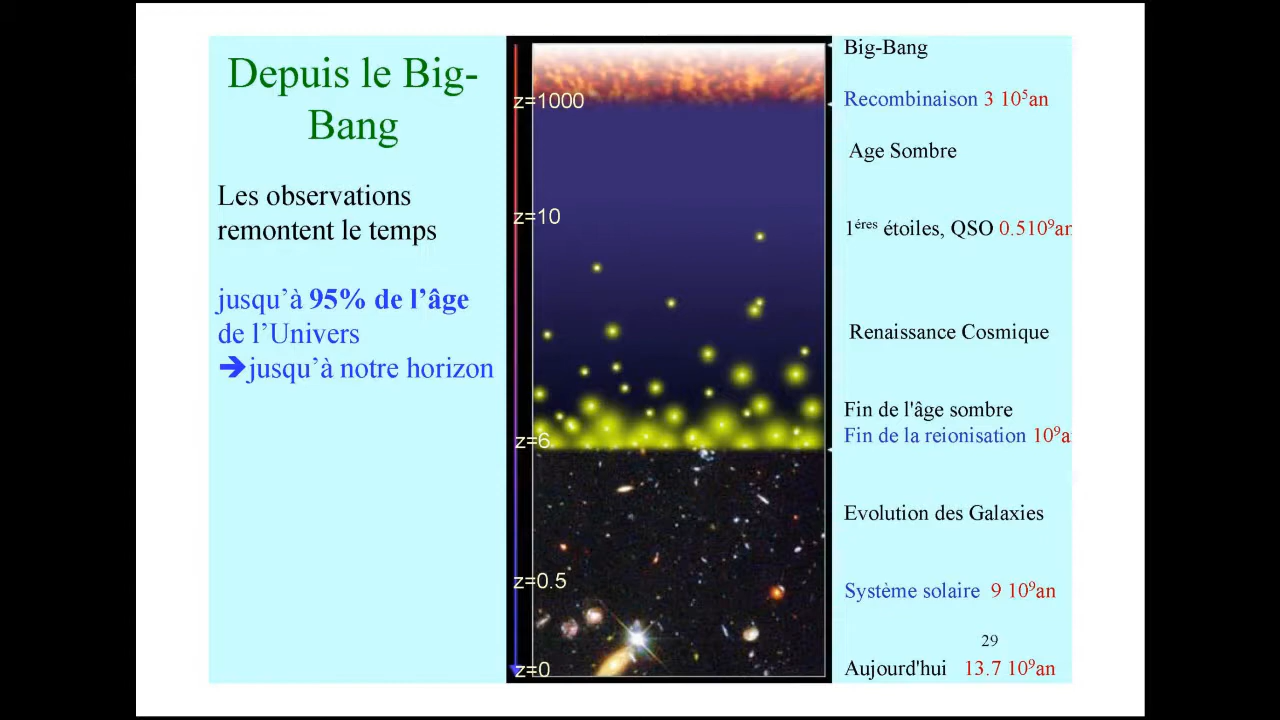 Depuis le Big-
Bang
Les observations
remontent le temps
jusqu’à 95% de l’âge
de l’Univers
➔jusqu’à notre horizon
z=1000
z=10
z=6
z=0.5
z=0
Big-Bang
Recombinaison 3 10⁵an
Age Sombre
1éres étoiles, QSO 0.510⁹an
Renaissance Cosmique
Fin de l'âge sombre
Fin de la reionisation 10⁹a
Evolution des Galaxies
Système solaire 9 10⁹an
29
Aujourd'hui 13.7 10⁹an